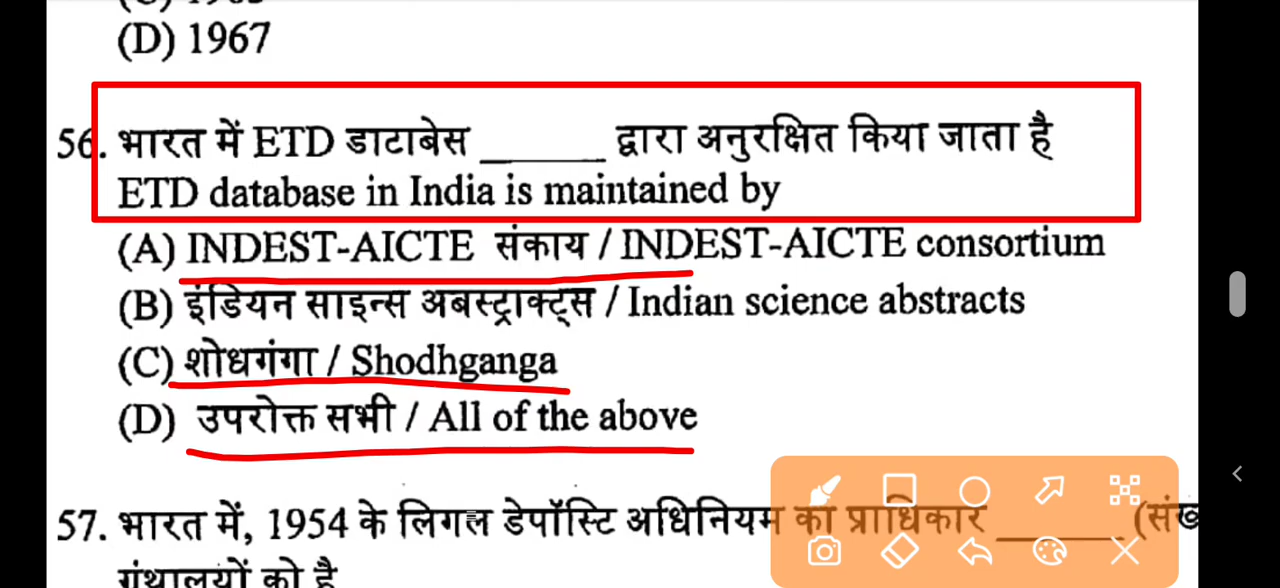 (D) 1967
56. भारत में ETD डाटाबेस ______ द्वारा अनुरक्षित किया जाता है
ETD database in India is maintained by
(A) INDEST-AICTE संकाय / INDEST-AICTE consortium
(B) इंडियन साइन्स अबस्ट्राक्ट्स / Indian science abstracts
(C) शोधगंगा / Shodhganga
(D) उपरोक्त सभी / All of the above
57. भारत में, 1954 के लिगल डेपॉस्टि अधिनियम का प्राधिकार ______
ग्रंथालयों को है